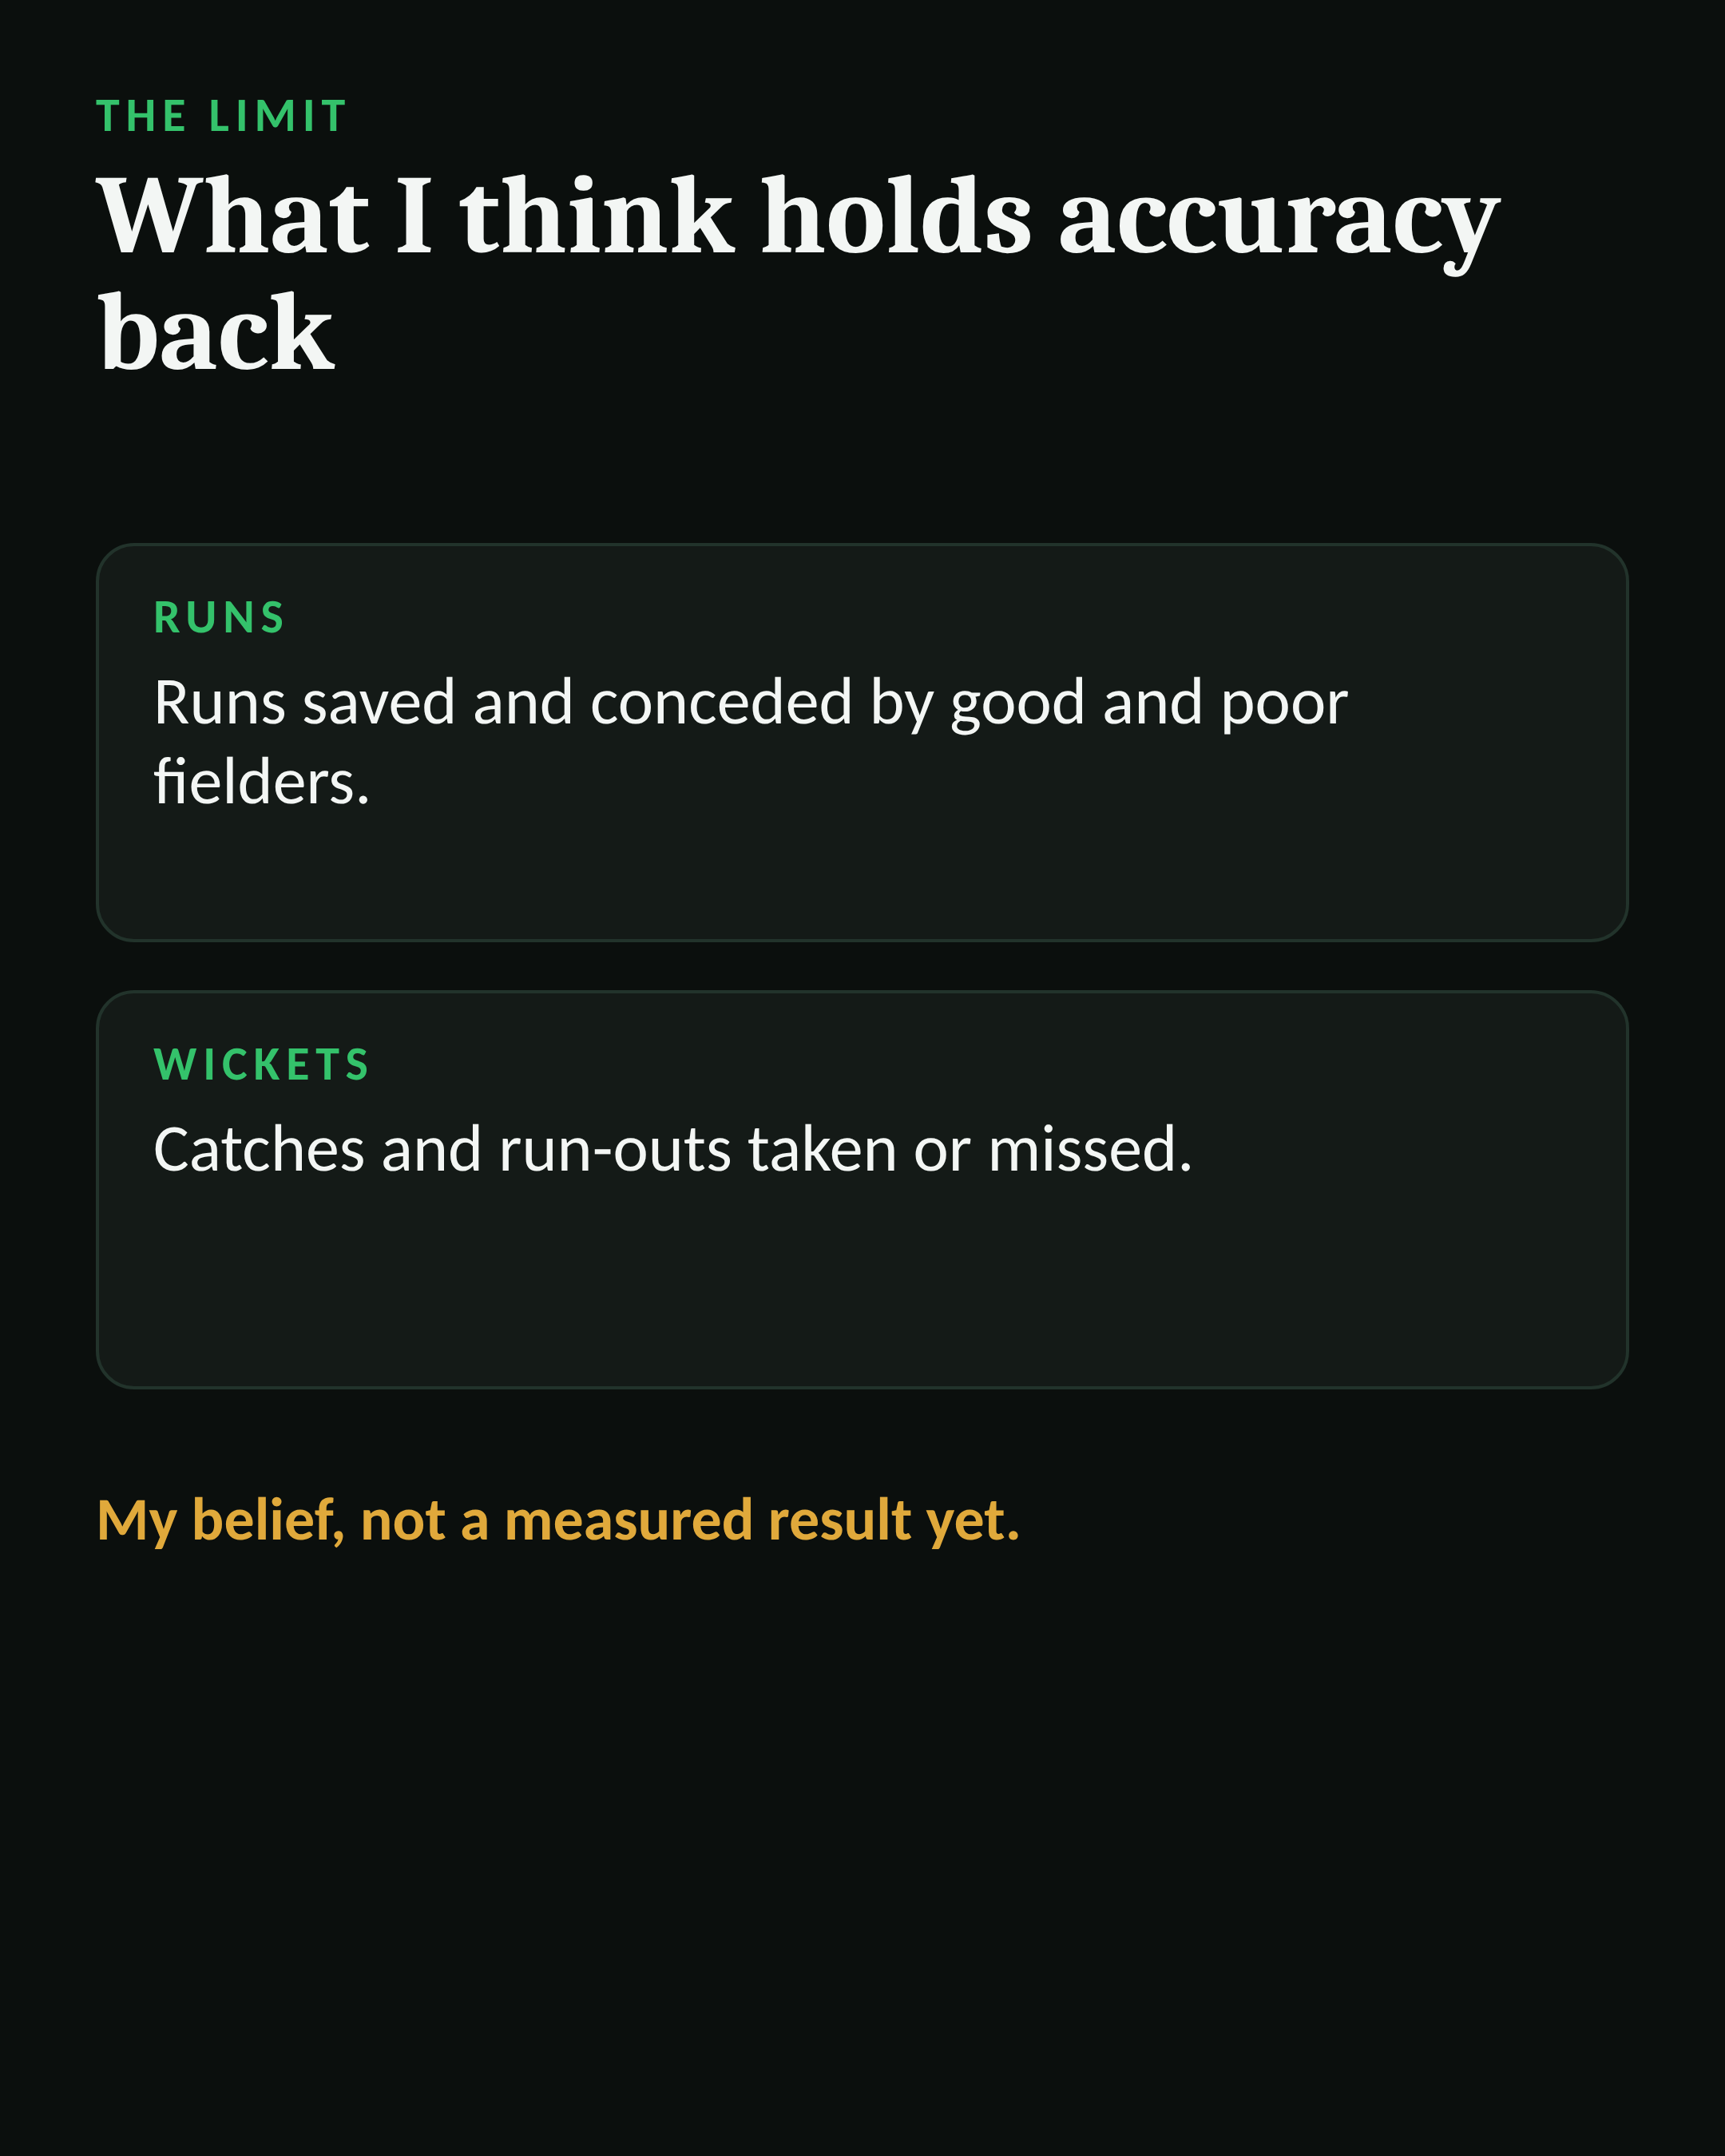 THE LIMIT
What I think holds accuracy
back
RUNS
Runs saved and conceded by good and poor
fielders.
WICKETS
Catches and run-outs taken or missed.
My belief, not a measured result yet.